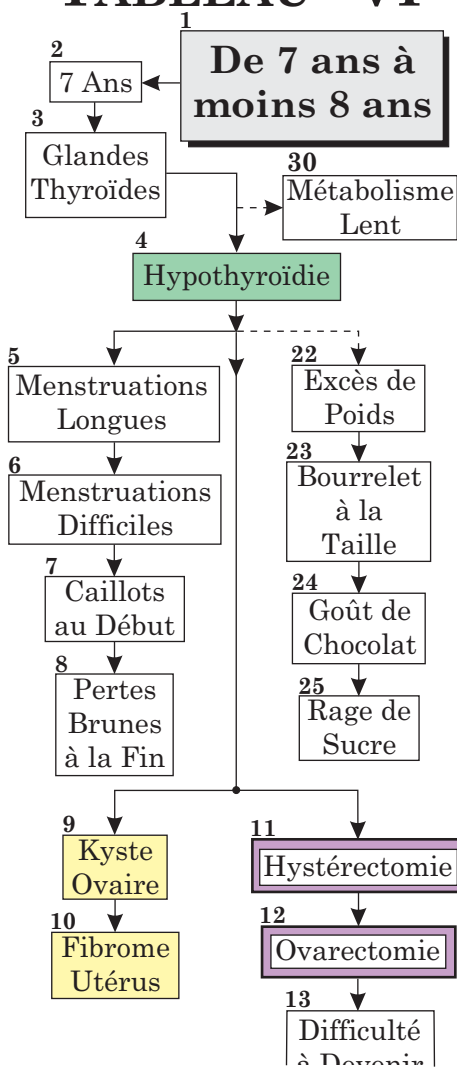 TABLEAU VI
1
De 7 ans à
moins 8 ans
2
7 Ans
3
Glandes
Thyroïdes
30
Métabolisme
Lent
4
Hypothyroïdie
5
Menstruations
Longues
6
Menstruations
Difficiles
7
Caillots
au Début
8
Pertes
Brunes
à la Fin
22
Excès de
Poids
23
Bourrelet
à la
Taille
24
Goût de
Chocolat
25
Rage de
Sucre
9
Kyste
Ovaire
10
Fibrome
Utérus
11
Hystérectomie
12
Ovarectomie
13
Difficulté
à Devenir